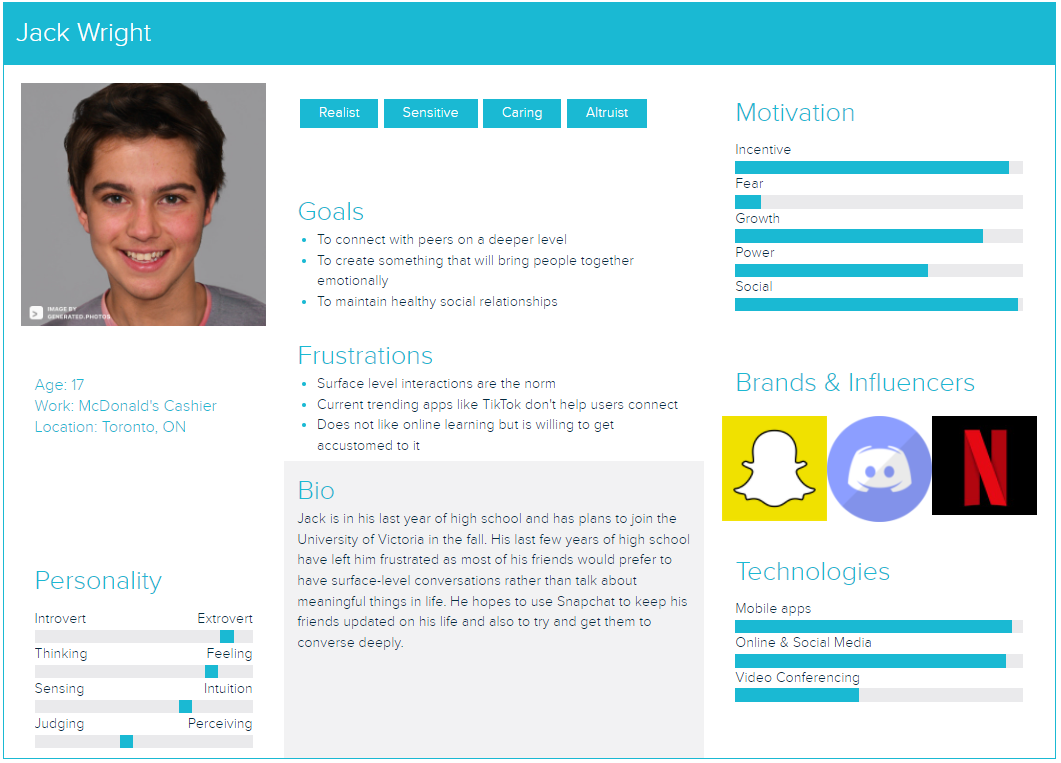 Jack Wright
IMAGE BY
GENERATED.PHOTOS
Age: 17
Work: McDonald's Cashier
Location: Toronto, ON
Personality
Introvert Extrovert
Thinking Feeling
Sensing Intuition
Judging Perceiving
Realist Sensitive Caring Altruist
Goals
To connect with peers on a deeper level
To create something that will bring people together
emotionally
To maintain healthy social relationships
Frustrations
Surface level interactions are the norm
Current trending apps like TikTok don't help users connect
Does not like online learning but is willing to get
accustomed to it
Bio
Jack is in his last year of high school and has plans to join the
University of Victoria in the fall. His last few years of high school
have left him frustrated as most of his friends would prefer to
have surface-level conversations rather than talk about
meaningful things in life. He hopes to use Snapchat to keep his
friends updated on his life and also to try and get them to
converse deeply.
Motivation
Incentive
Fear
Growth
Power
Social
Brands & Influencers
N
Technologies
Mobile apps
Online & Social Media
Video Conferencing